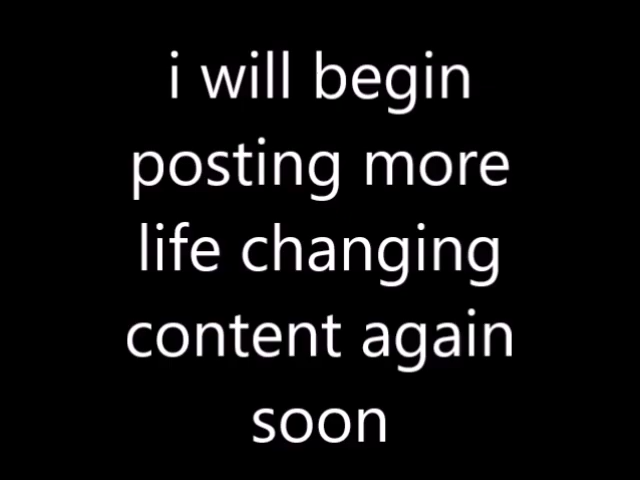 i will begin
posting more
life changing
content again
soon